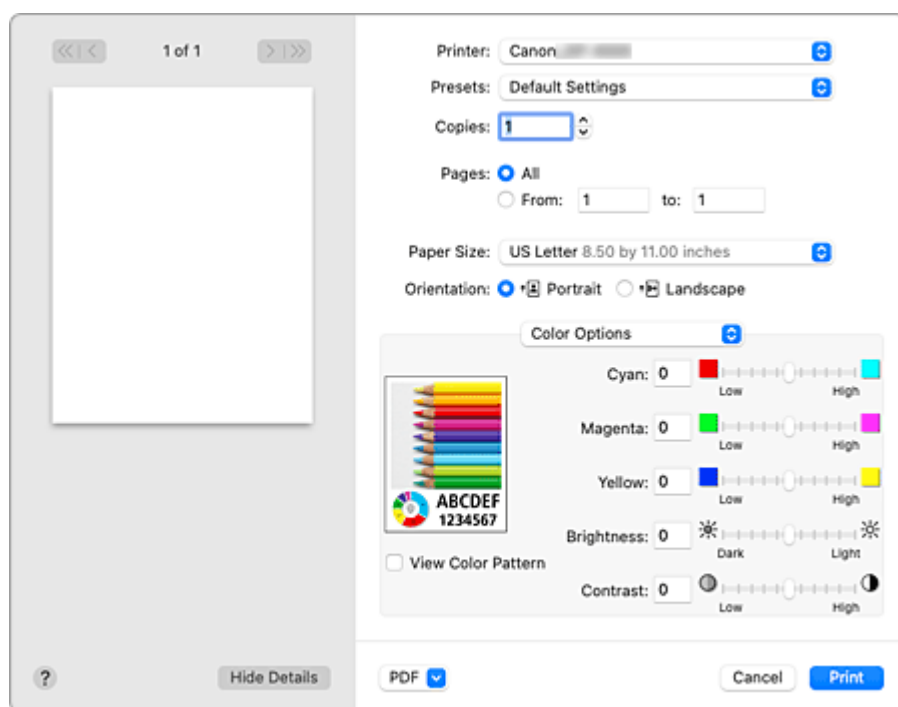 1 of 1
Printer: Canon
Presets: Default Settings
Copies: 1
Pages: All
From: 1 to: 1
Paper Size: US Letter 8.50 by 11.00 inches
Orientation: Portrait Landscape
Color Options
Cyan: 0
Low High
Magenta: 0
Low High
Yellow: 0
Low High
Brightness: 0
Dark Light
Contrast: 0
Low High
ABCDEF
1234567
View Color Pattern
? Hide Details
PDF Cancel Print